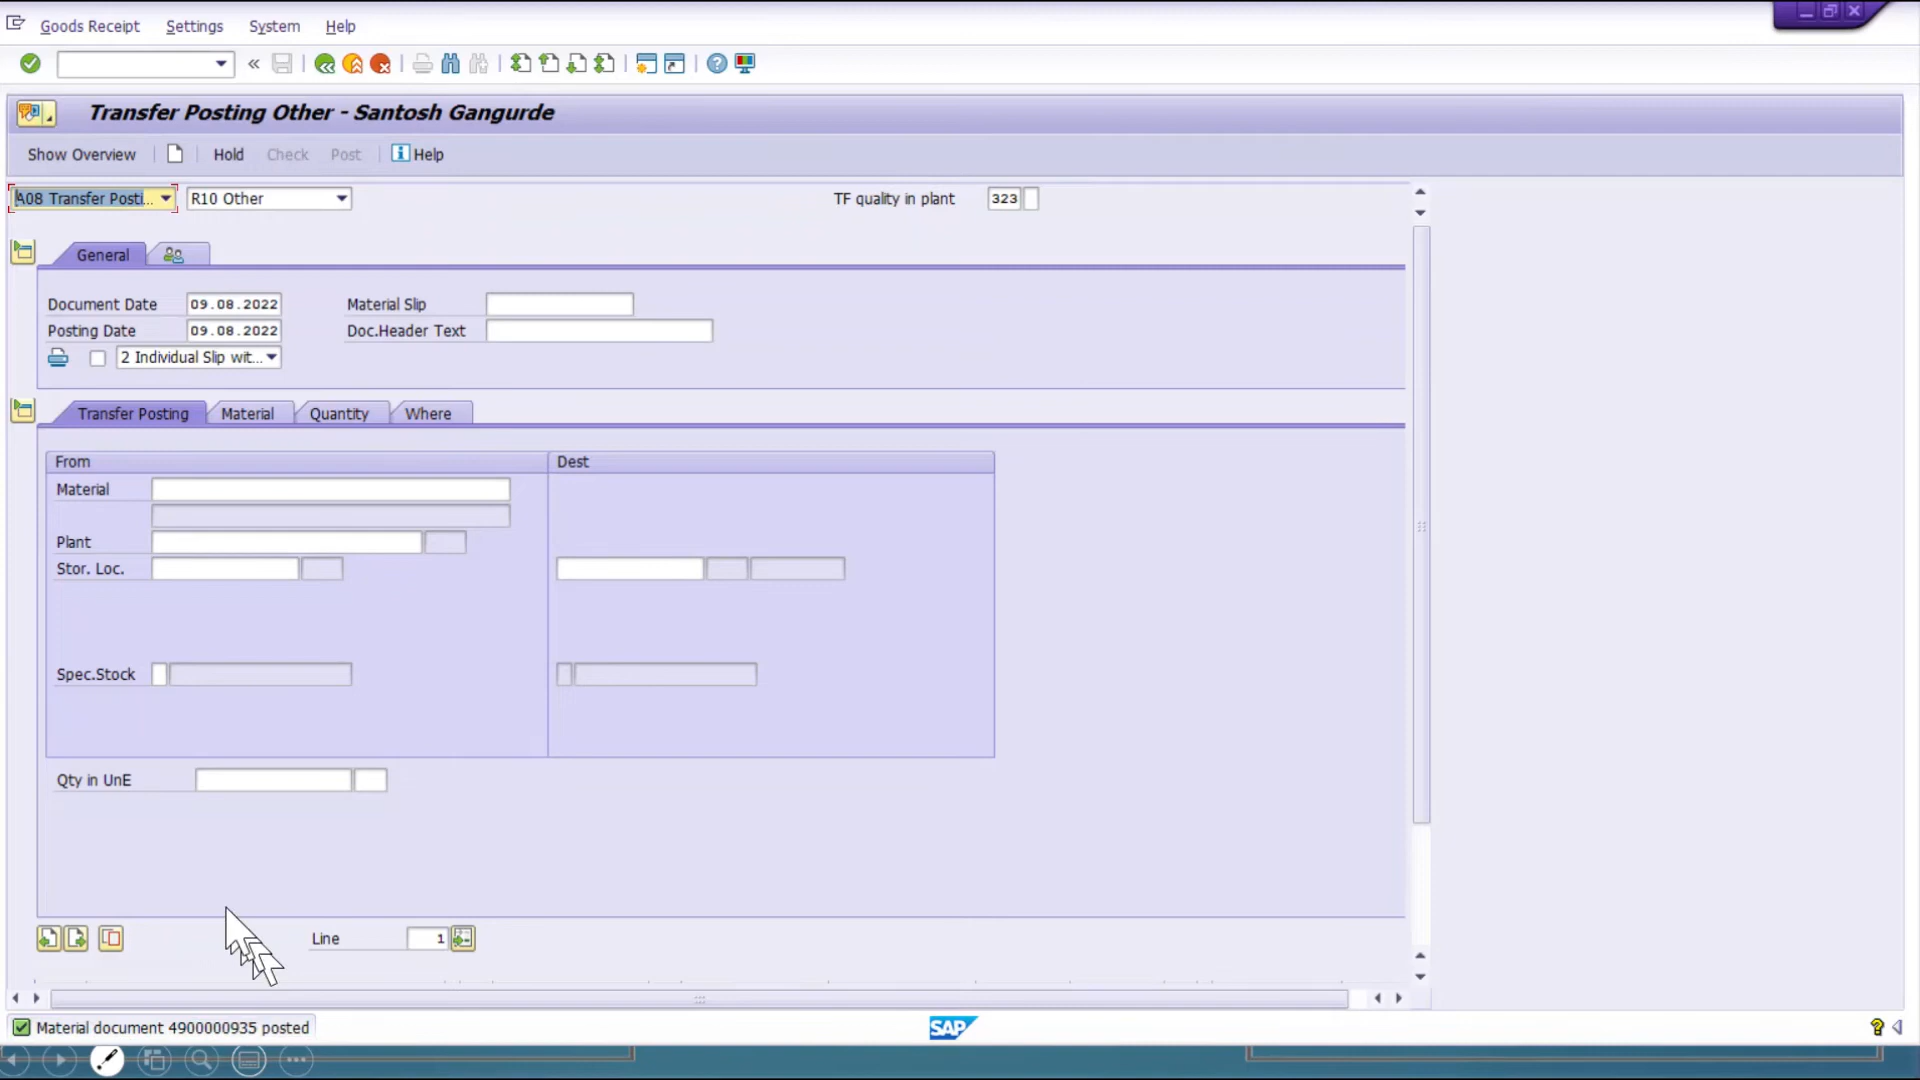 Goods Receipt Settings System Help
Transfer Posting Other - Santosh Gangurde
Show Overview Hold Check Post Help
A08 Transfer Posti... R10 Other TF quality in plant 323
General
Document Date 09.08.2022 Material Slip
Posting Date 09.08.2022 Doc.Header Text
2 Individual Slip wit...
Transfer Posting Material Quantity Where
From Dest
Material
Plant
Stor. Loc.
Spec.Stock
Qty in UnE
Line 1
Material document 4900000935 posted SAP